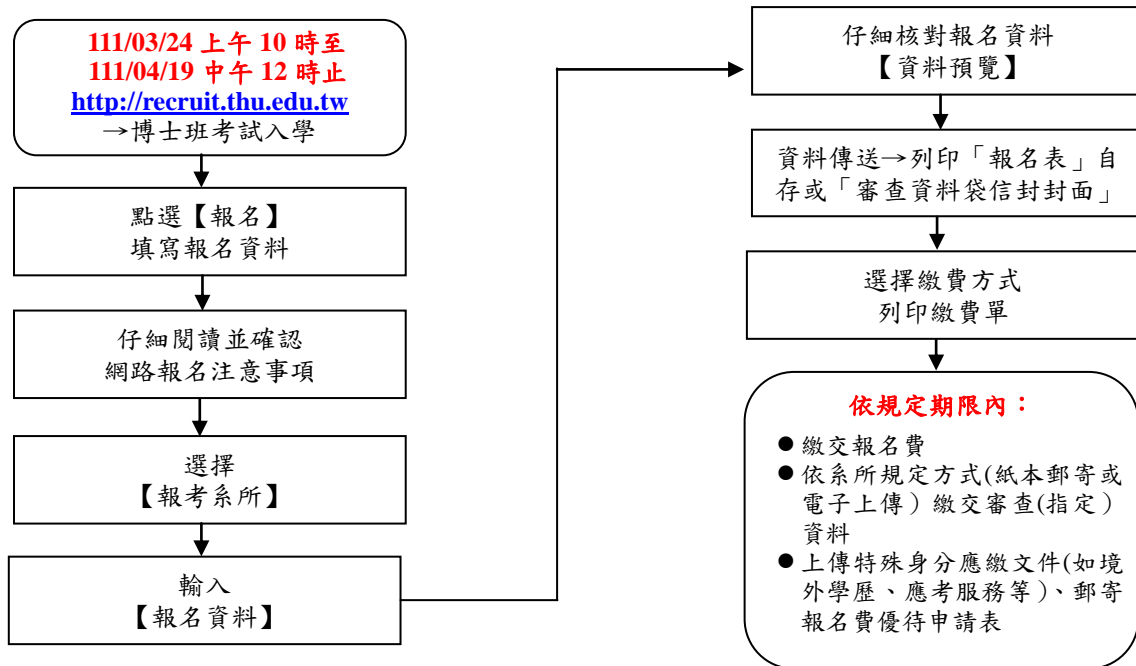 111/03/24 上午 10 時至
111/04/19 中午 12 時止
http://recruit.thu.edu.tw
→博士班考試入學
點選【報名】
填寫報名資料
仔細閱讀並確認
網路報名注意事項
選擇
【報考系所】
輸入
【報名資料】
仔細核對報名資料
【資料預覽】
資料傳送→列印「報名表」自
存或「審查資料袋信封封面」
選擇繳費方式
列印繳費單
依規定期限內：
● 繳交報名費
● 依系所規定方式(紙本郵寄或
電子上傳）繳交審查(指定）
資料
● 上傳特殊身分應繳文件(如境
外學歷、應考服務等)、郵寄
報名費優待申請表